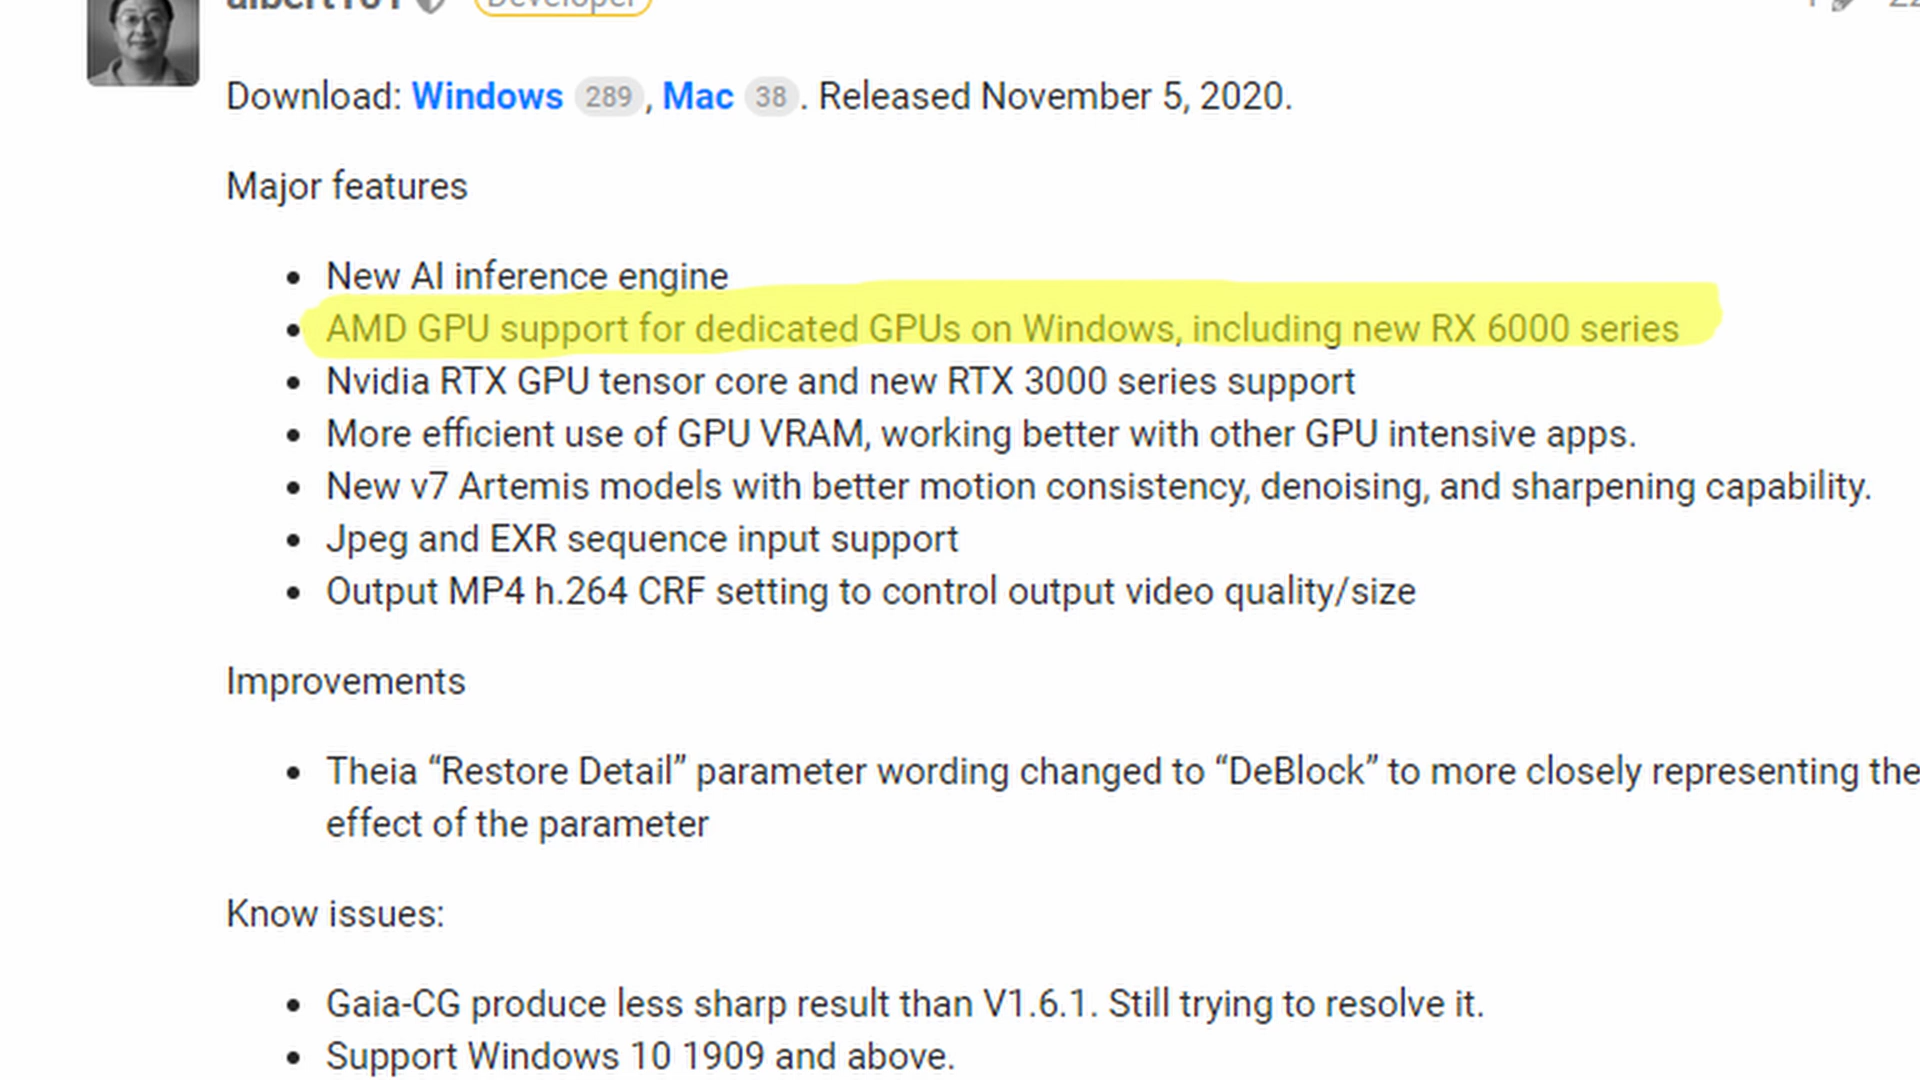 Developer
Download: Windows 289, Mac 38. Released November 5, 2020.
Major features
• New AI inference engine
• AMD GPU support for dedicated GPUs on Windows, including new RX 6000 series
• Nvidia RTX GPU tensor core and new RTX 3000 series support
• More efficient use of GPU VRAM, working better with other GPU intensive apps.
• New v7 Artemis models with better motion consistency, denoising, and sharpening capability.
• Jpeg and EXR sequence input support
• Output MP4 h.264 CRF setting to control output video quality/size
Improvements
• Theia “Restore Detail” parameter wording changed to “DeBlock” to more closely representing the
effect of the parameter
Know issues:
• Gaia-CG produce less sharp result than V1.6.1. Still trying to resolve it.
• Support Windows 10 1909 and above.